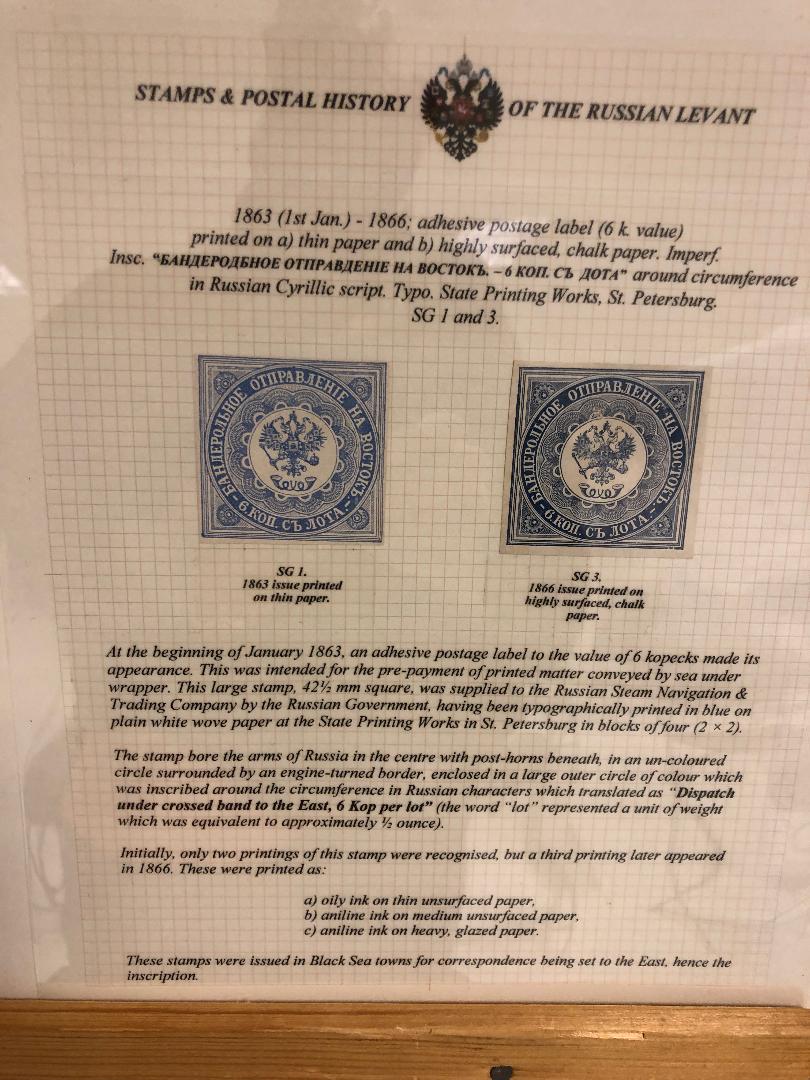 STAMPS & POSTAL HISTORY OF THE RUSSIAN LEVANT
1863 (1st Jan.) - 1866; adhesive postage label (6 k. value)
printed on a) thin paper and b) highly surfaced, chalk paper. Imperf.
Insc. "БАНДЕРОДБНОЕ ОТПРАВДЕНІЕ НА ВОСТОКЪ. – 6 КОП. СЪ ДОТА" around circumference
in Russian Cyrillic script. Typo. State Printing Works, St. Petersburg.
SG 1 and 3.
БАНДЕРОЛЬНОЕ ОТПРАВЛЕНІЕ НА ВОСТОКЪ
– 6 КОП. СЪ ЛОТА. –
БАНДЕРОЛЬНОЕ ОТПРАВЛЕНІЕ НА ВОСТОКЪ
– 6 КОП. СЪ ЛОТА. –
SG 1.
1863 issue printed
on thin paper.
SG 3.
1866 issue printed on
highly surfaced, chalk
paper.
At the beginning of January 1863, an adhesive postage label to the value of 6 kopecks made its
appearance. This was intended for the pre-payment of printed matter conveyed by sea under
wrapper. This large stamp, 42½ mm square, was supplied to the Russian Steam Navigation &
Trading Company by the Russian Government, having been typographically printed in blue on
plain white wove paper at the State Printing Works in St. Petersburg in blocks of four (2 × 2).
The stamp bore the arms of Russia in the centre with post-horns beneath, in an un-coloured
circle surrounded by an engine-turned border, enclosed in a large outer circle of colour which
was inscribed around the circumference in Russian characters which translated as "Dispatch
under crossed band to the East, 6 Kop per lot" (the word "lot" represented a unit of weight
which was equivalent to approximately ½ ounce).
Initially, only two printings of this stamp were recognised, but a third printing later appeared
in 1866. These were printed as:
a) oily ink on thin unsurfaced paper,
b) aniline ink on medium unsurfaced paper,
c) aniline ink on heavy, glazed paper.
These stamps were issued in Black Sea towns for correspondence being set to the East, hence the
inscription.